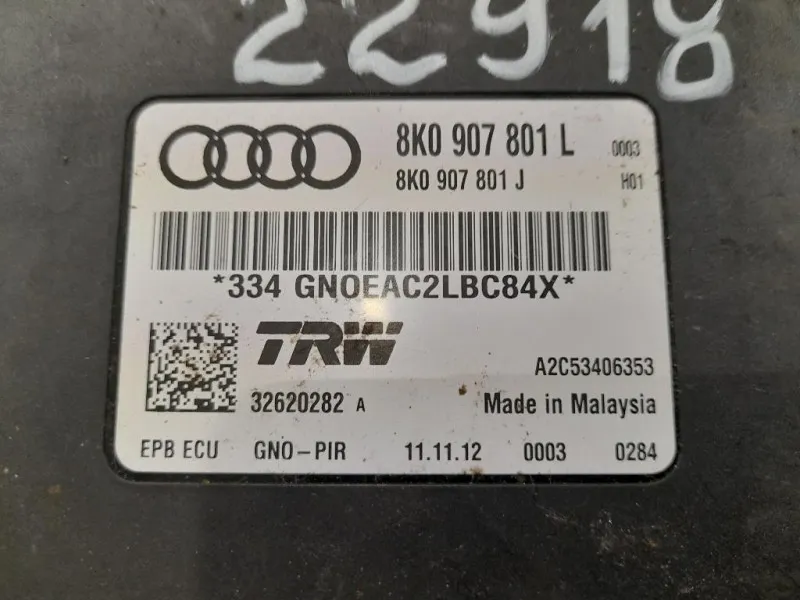 22918
8K0 907 801 L 0003
8K0 907 801 J H01
*334 GNOEAC2LBC84X*
TRW
A2C53406353
32620282 A Made in Malaysia
EPB ECU GNO-PIR 11.11.12 0003 0284